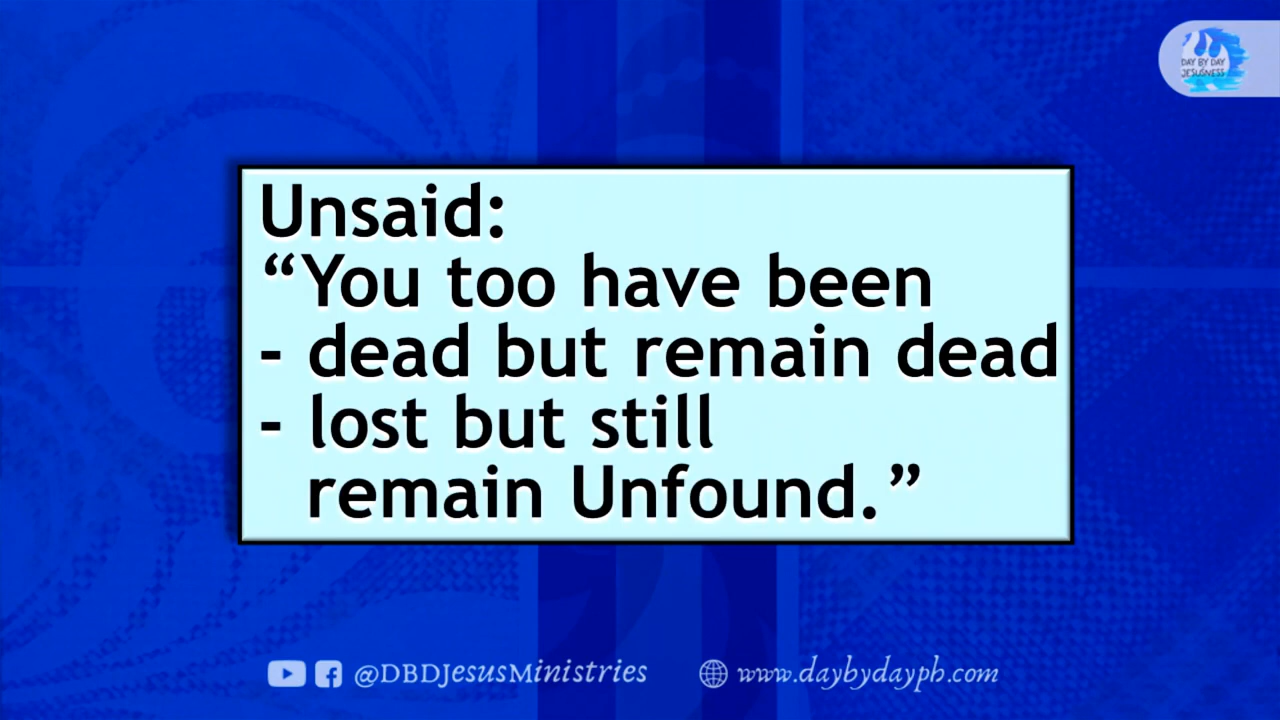 DAY BY DAY
JESUSNESS
Unsaid:
“You too have been
- dead but remain dead
- lost but still
remain Unfound.”
@DBDJesusMinistries
www.daybydayph.com